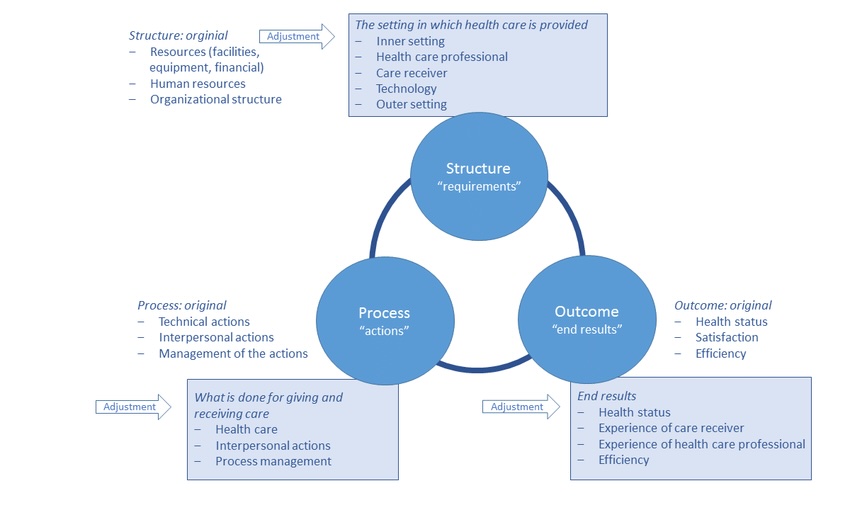 Structure: orginial
– Resources (facilities,
equipment, financial)
– Human resources
– Organizational structure
Adjustment
The setting in which health care is provided
– Inner setting
– Health care professional
– Care receiver
– Technology
– Outer setting
Structure
“requirements”
Process
“actions”
Outcome
“end results”
Process: original
– Technical actions
– Interpersonal actions
– Management of the actions
Outcome: original
– Health status
– Satisfaction
– Efficiency
Adjustment
What is done for giving and
receiving care
– Health care
– Interpersonal actions
– Process management
Adjustment
End results
– Health status
– Experience of care receiver
– Experience of health care professional
– Efficiency